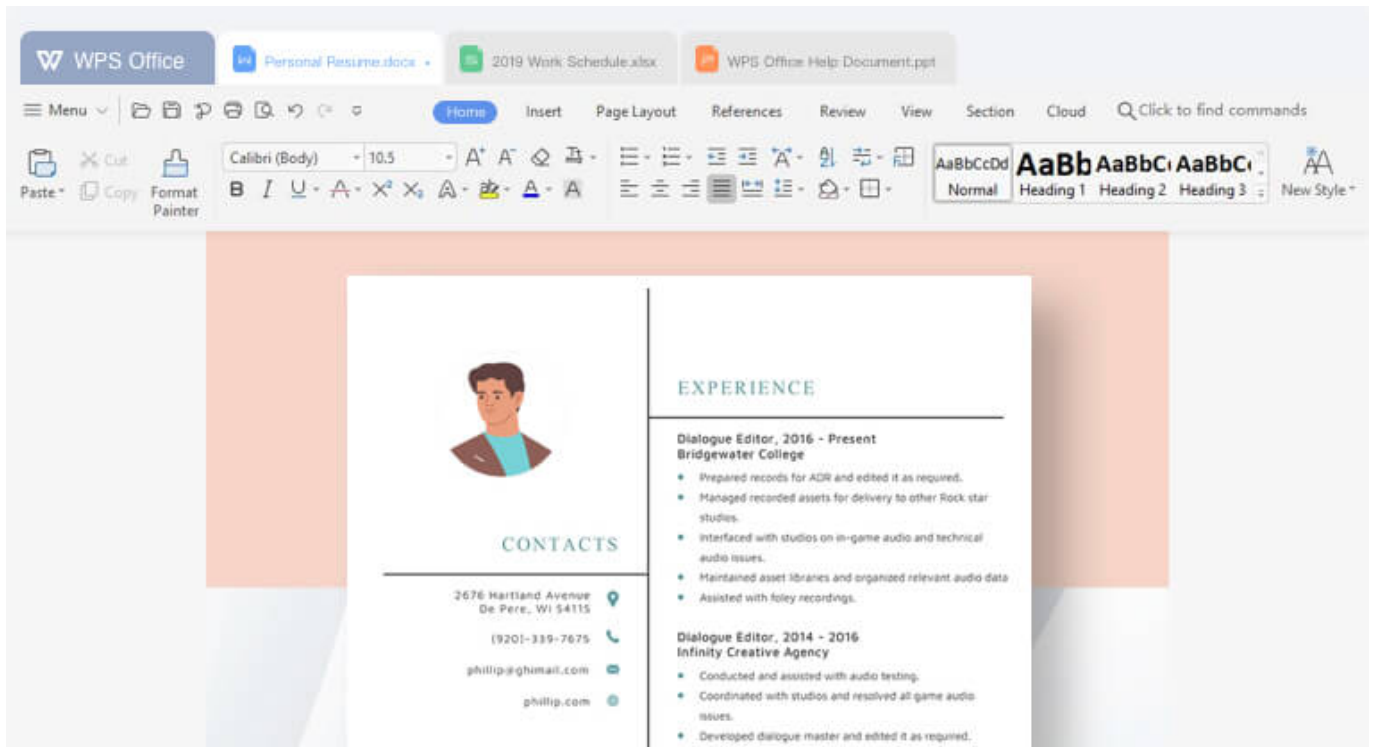 WPS Office
Personal Resume.docx
2019 Work Schedule.xlsx
WPS Office Help Document.ppt
Menu
Home Insert Page Layout References Review View Section Cloud Click to find commands
Paste
Cut
Copy
Format
Painter
Calibri (Body) 10.5
AaBbCcDd AaBb AaBbC AaBbC
Normal Heading 1 Heading 2 Heading 3
New Style
CONTACTS
2676 Hartland Avenue
De Pere, WI 54115
(920)-339-7675
phillip@ghimail.com
phillip.com
EXPERIENCE
Dialogue Editor, 2016 - Present
Bridgewater College
Prepared records for ADR and edited it as required.
Managed recorded assets for delivery to other Rock star
studios.
Interfaced with studios on in-game audio and technical
audio issues.
Maintained asset libraries and organized relevant audio data
Assisted with foley recordings.
Dialogue Editor, 2014 - 2016
Infinity Creative Agency
Conducted and assisted with audio testing.
Coordinated with studios and resolved all game audio
issues.
Developed dialogue master and edited it as required.